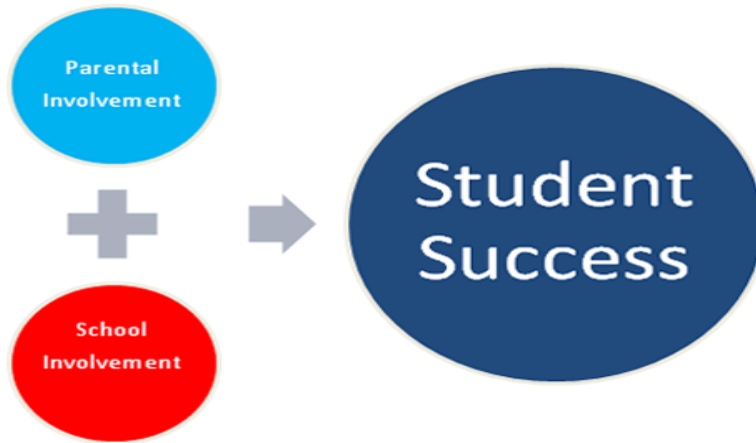 Parental
Involvement
School
Involvement
Student
Success